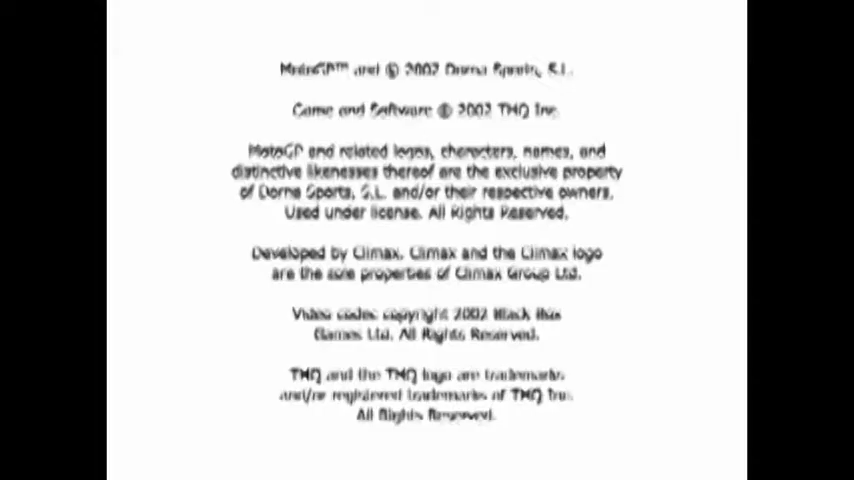 MotoGP™ and © 2002 Dorna Sports, S.L.
Game and Software © 2002 THQ Inc.
MotoGP and related logos, characters, names, and
distinctive likenesses thereof are the exclusive property
of Dorna Sports, S.L. and/or their respective owners.
Used under license. All Rights Reserved.
Developed by Climax. Climax and the Climax logo
are the sole properties of Climax Group Ltd.
Video codec copyright 2002 Black
Games Ltd. All Rights Reserved.
THQ and the THQ logo are trademarks
and/or registered trademarks of THQ Inc.
All Rights Reserved.